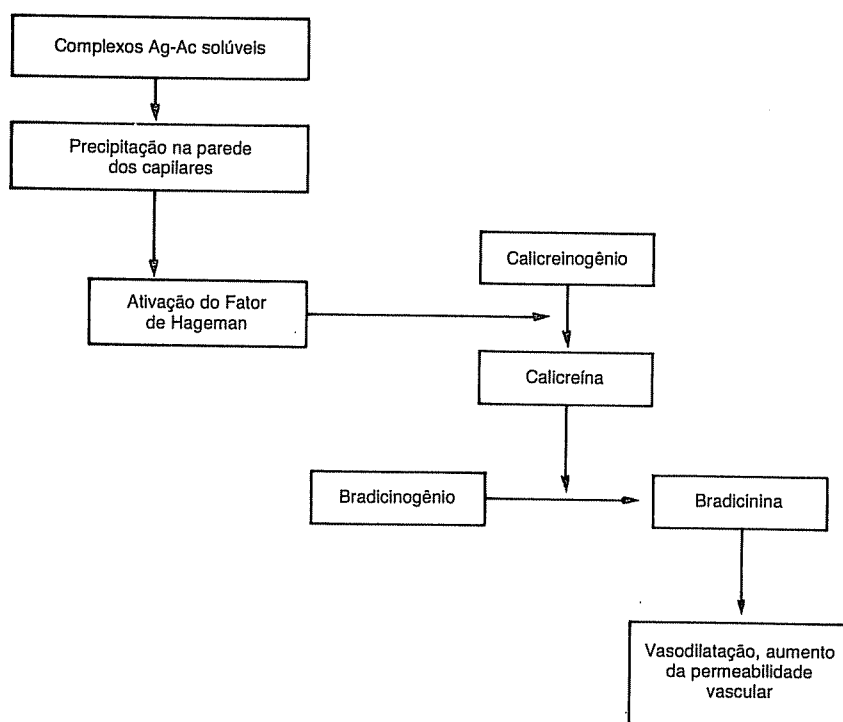 Complexos Ag-Ac solúveis
Precipitação na parede
dos capilares
Calicreinogênio
Ativação do Fator
de Hageman
Calicreína
Bradicinogênio
Bradicinina
Vasodilatação, aumento
da permeabilidade
vascular